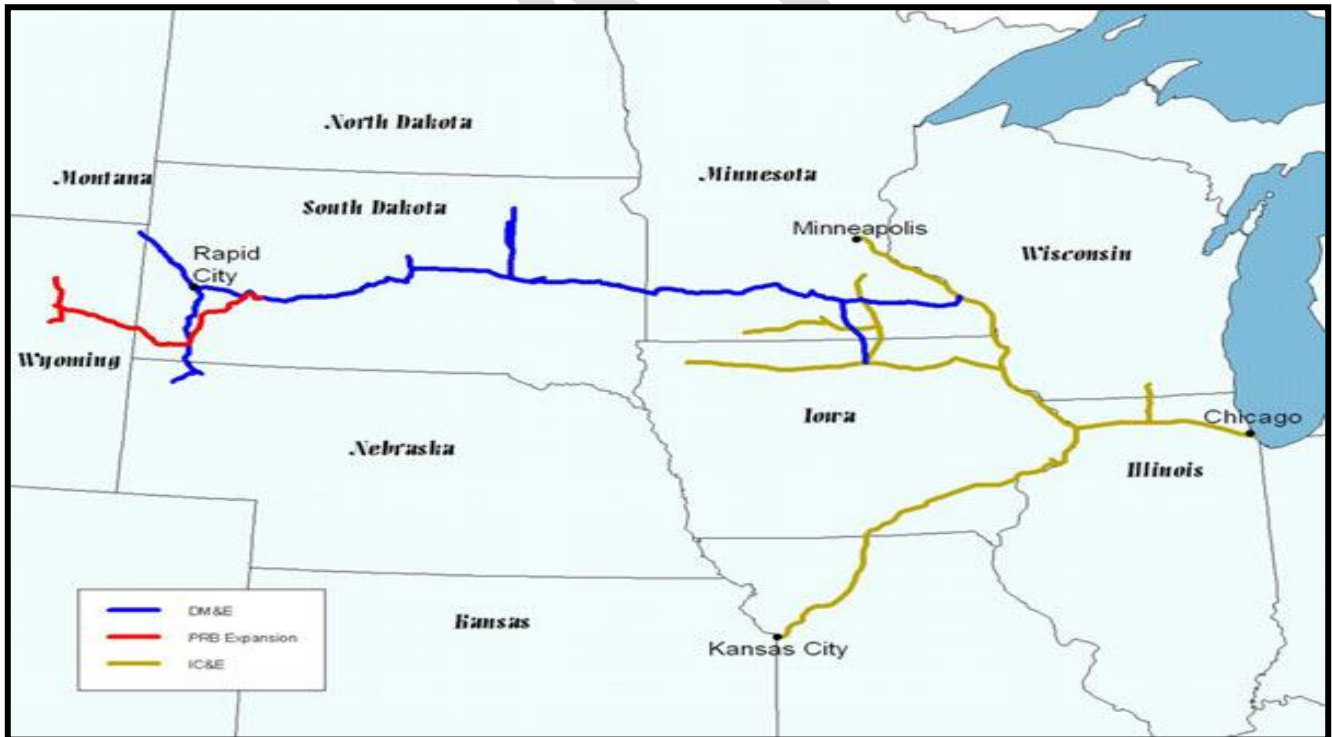 North Dakota
Montana
Minnesota
South Dakota
Minneapolis
Rapid
City
Wisconsin
Wyoming
Iowa
Chicago
Nebraska
Illinois
DM&E
PRB Expansion
IC&E
Kansas
Kansas City